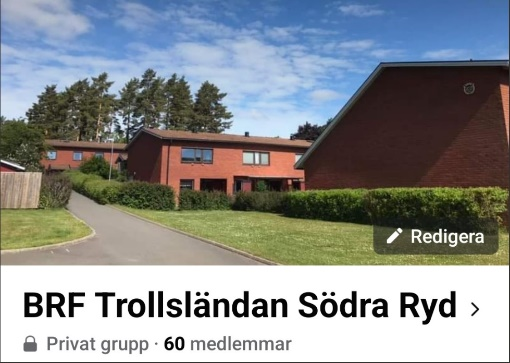 Redigera
BRF Trollsländan Södra Ryd
Privat grupp · 60 medlemmar